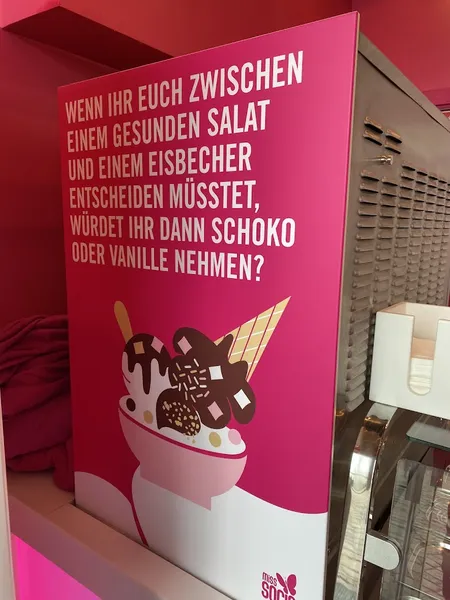 WENN IHR EUCH ZWISCHEN
EINEM GESUNDEN SALAT
UND EINEM EISBECHER
ENTSCHEIDEN MÜSSTET,
WÜRDET IHR DANN SCHOKO
ODER VANILLE NEHMEN?
miss